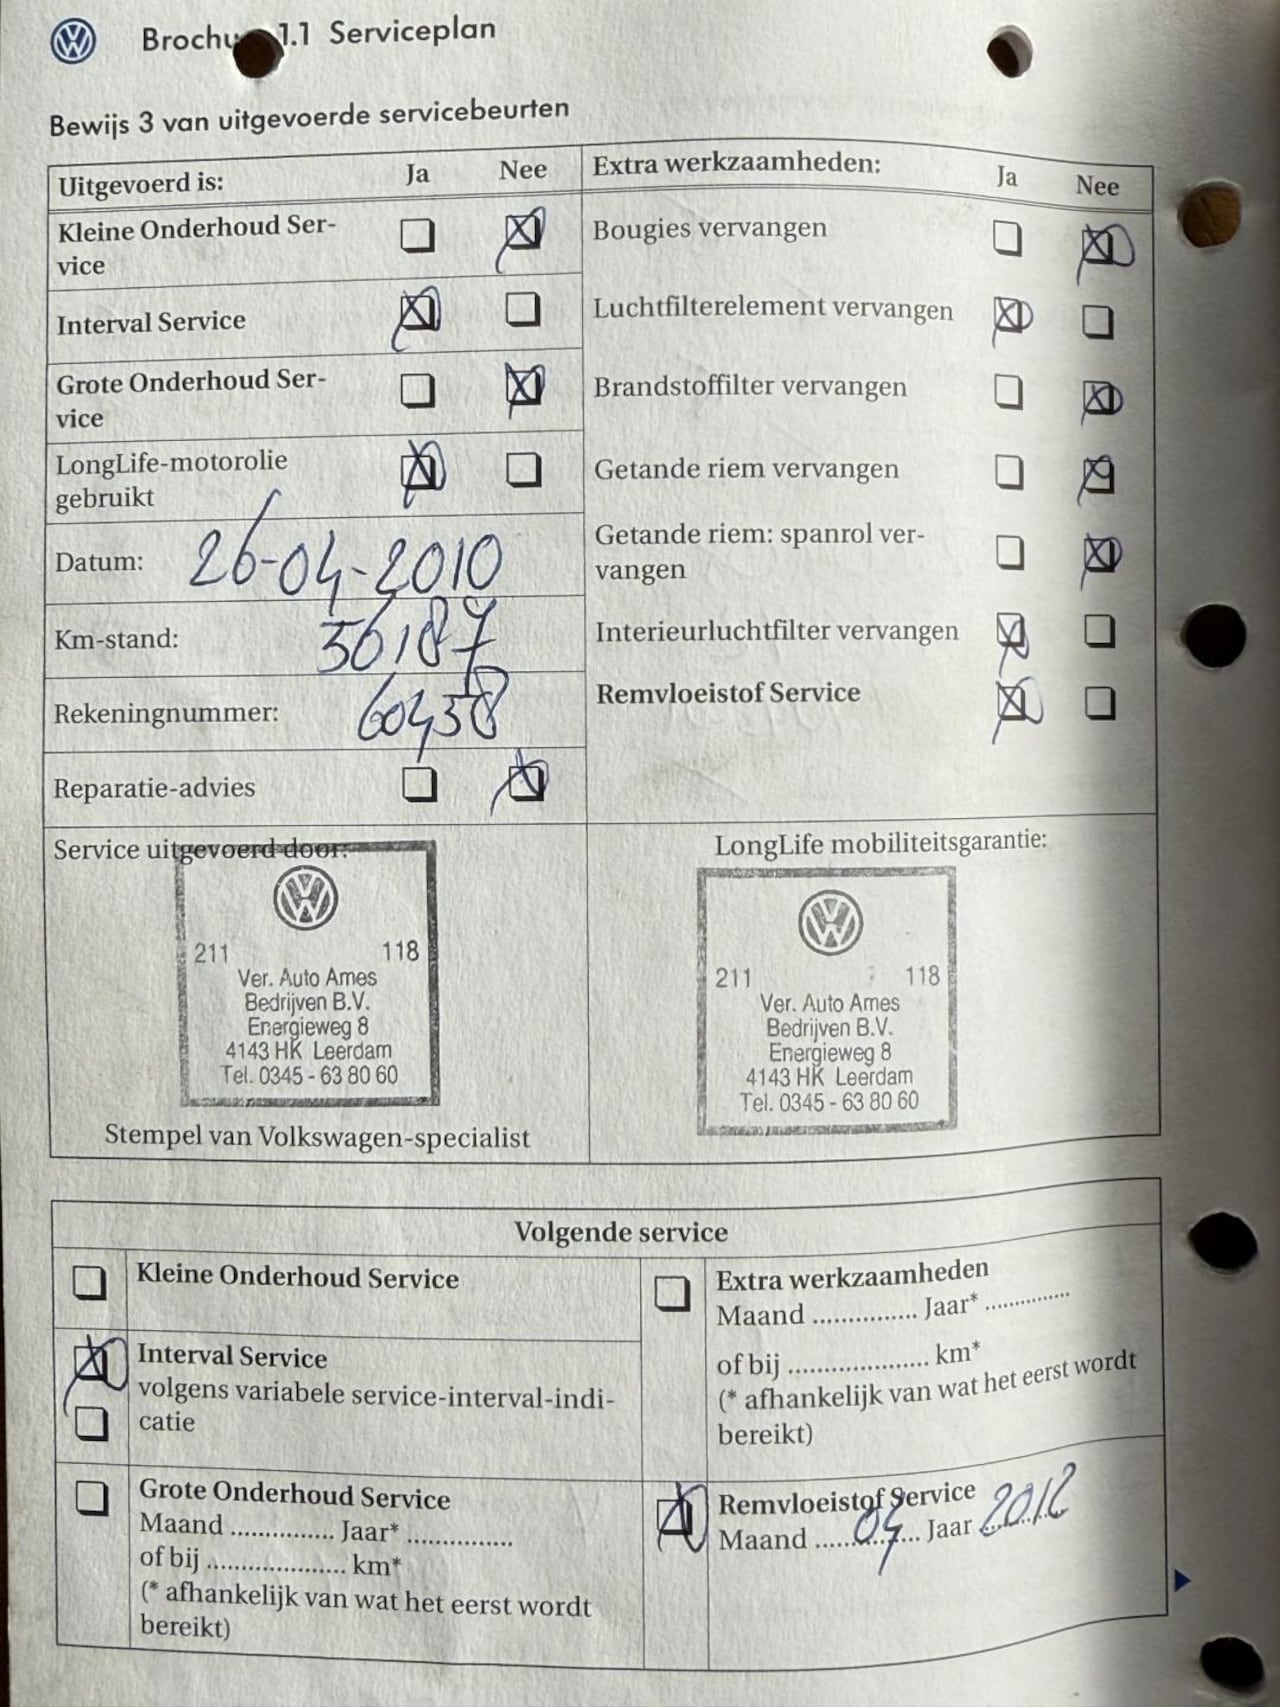 Brochu 1.1 Serviceplan
Bewijs 3 van uitgevoerde servicebeurten
Uitgevoerd is: Ja Nee
Kleine Onderhoud Ser-
vice
Interval Service
Grote Onderhoud Ser-
vice
LongLife-motorolie
gebruikt
Datum: 26-04-2010
Km-stand: 36187
Rekeningnummer: 60438
Reparatie-advies
Extra werkzaamheden: Ja Nee
Bougies vervangen
Luchtfilterelement vervangen
Brandstoffilter vervangen
Getande riem vervangen
Getande riem: spanrol ver-
vangen
Interieurluchtfilter vervangen
Remvloeistof Service
Service uitgevoerd door:
211 118
Ver. Auto Ames
Bedrijven B.V.
Energieweg 8
4143 HK Leerdam
Tel. 0345 - 63 80 60
Stempel van Volkswagen-specialist
LongLife mobiliteitsgarantie:
211 118
Ver. Auto Ames
Bedrijven B.V.
Energieweg 8
4143 HK Leerdam
Tel. 0345 - 63 80 60
Volgende service
Kleine Onderhoud Service
Interval Service
volgens variabele service-interval-indi-
catie
Grote Onderhoud Service
Maand ............... Jaar* ...............
of bij .................... km*
(* afhankelijk van wat het eerst wordt
bereikt)
Extra werkzaamheden
Maand ............... Jaar* ...............
of bij .................... km*
(* afhankelijk van wat het eerst wordt
bereikt)
Remvloeistof Service
Maand 04 Jaar 2012